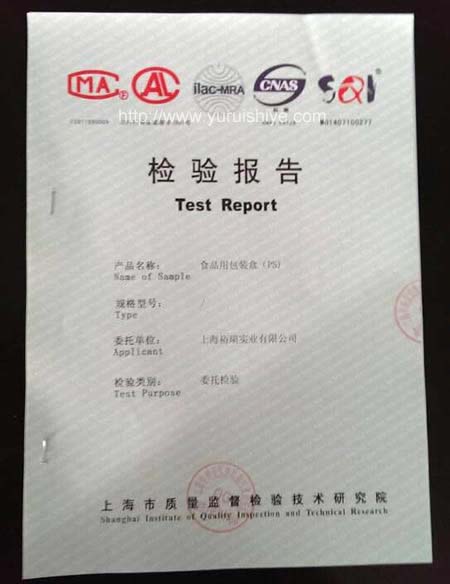 MA
AL
ilac-MRA
CNAS
SQI
www.yuruishiye.com
W01407100277
检验报告
Test Report
产品名称: 食品用包装盒(PS)
Name of Sample
规格型号: /
Type
委托单位: 上海裕瑞实业有限公司
Applicant
检验类别: 委托检验
Test Purpose
上海市质量监督检验技术研究院
Shanghai Institute of Quality Inspection and Technical Research